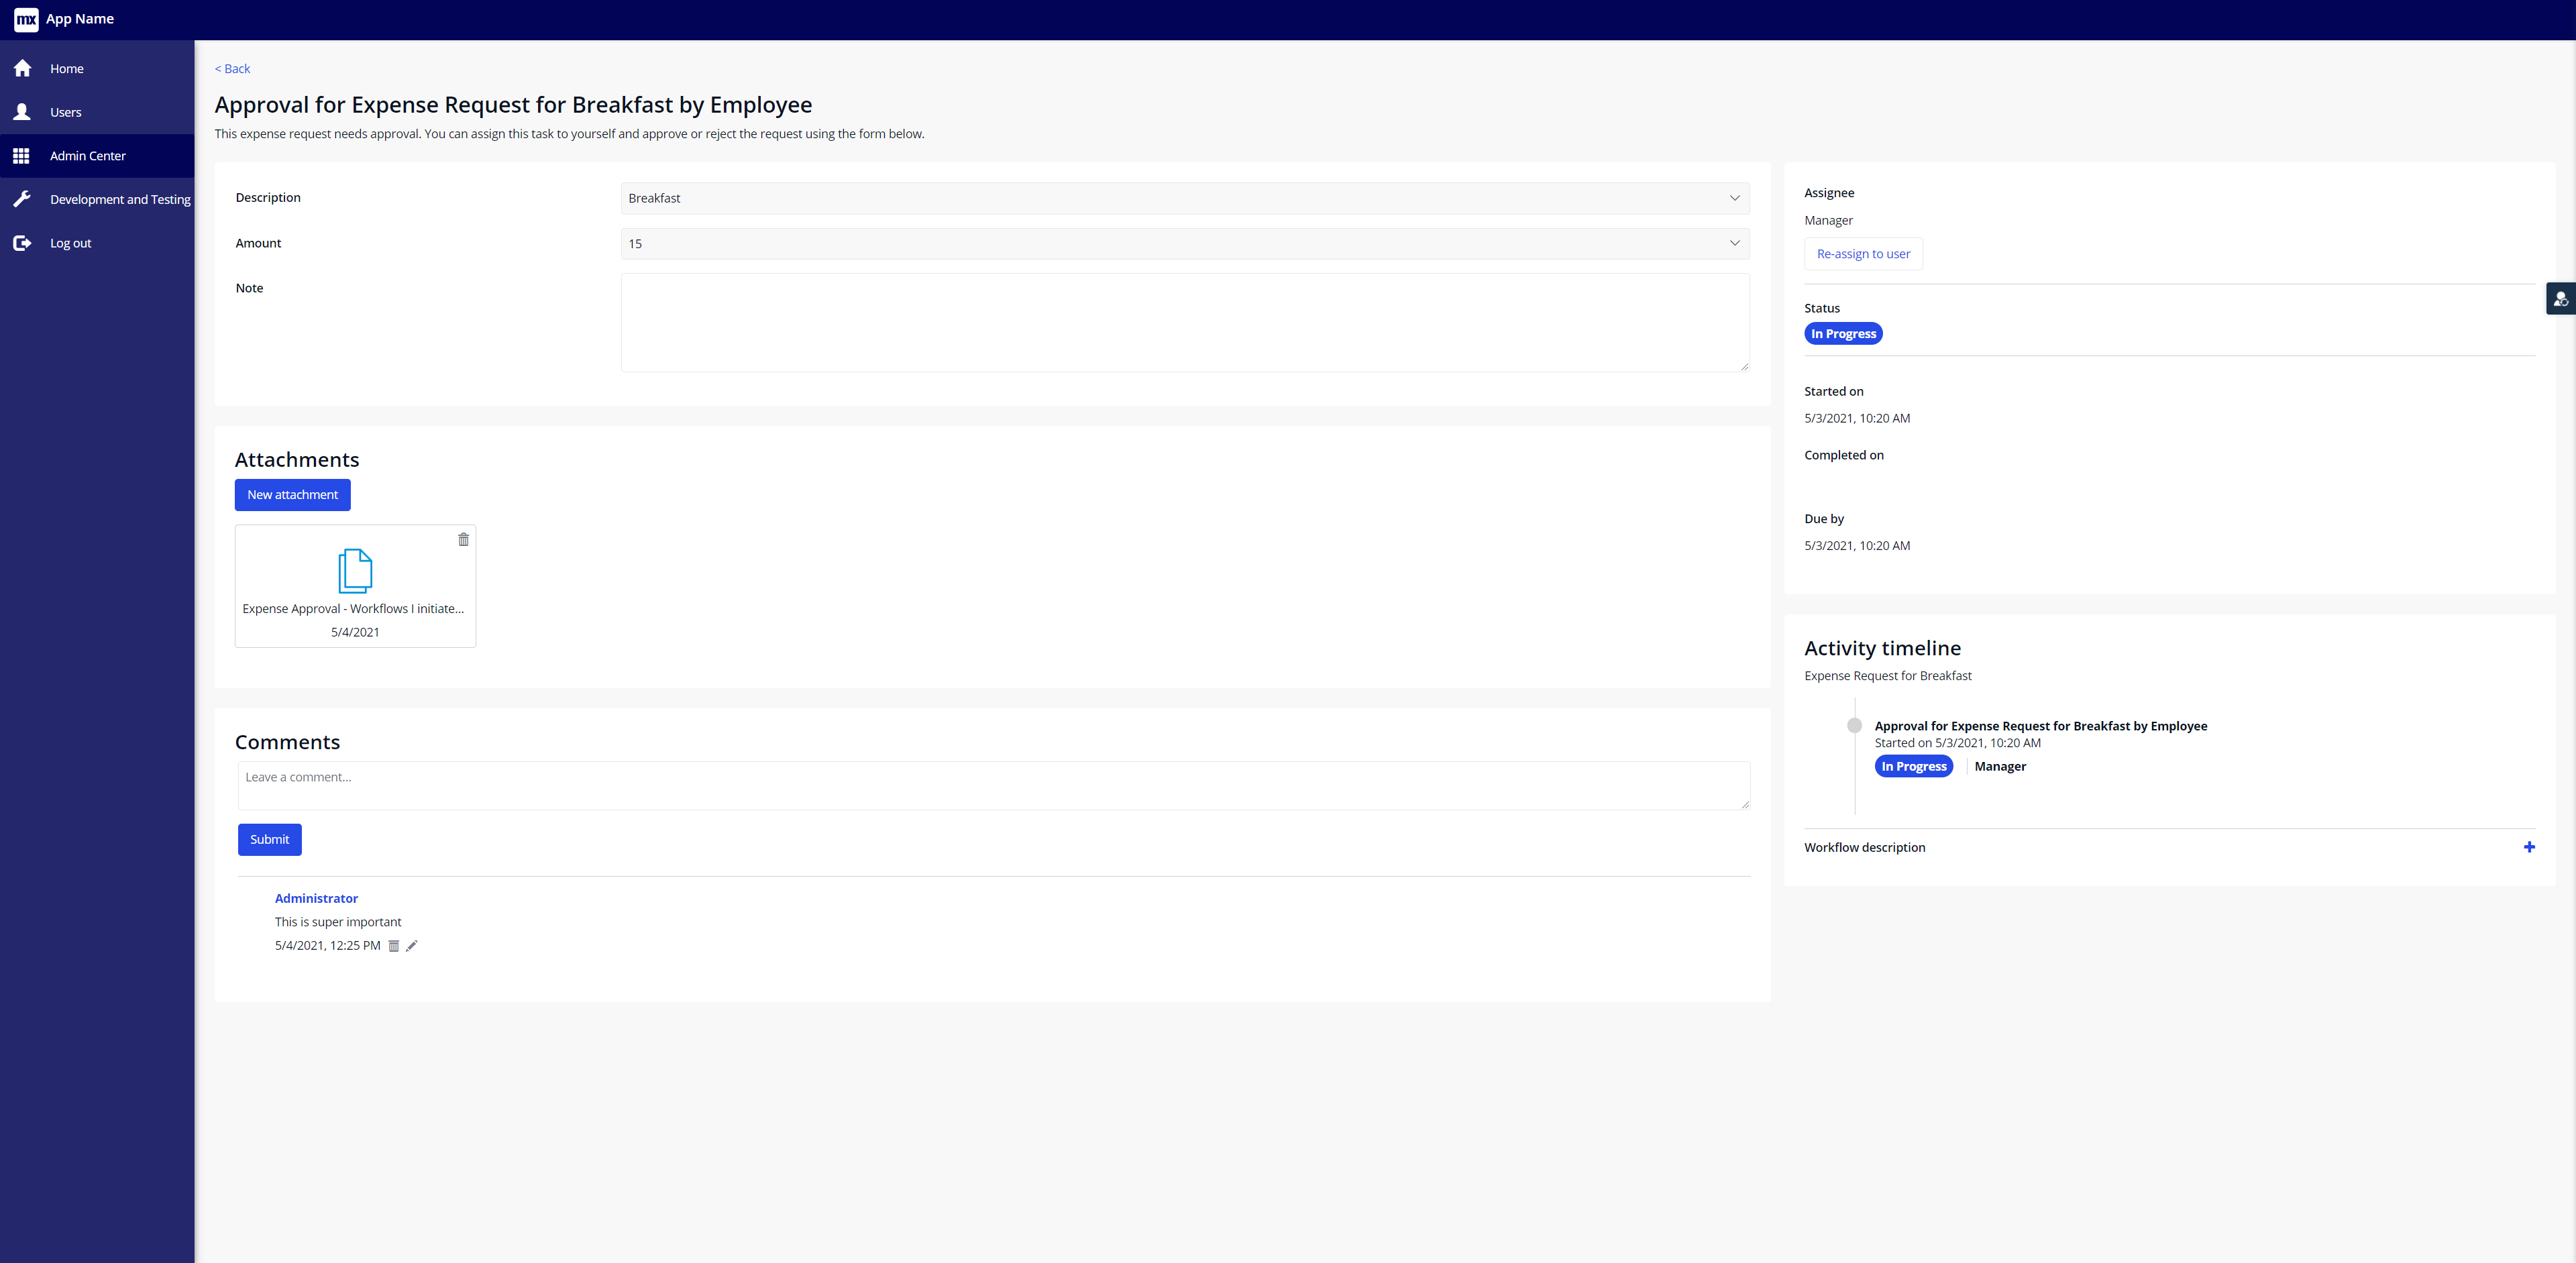 mx App Name
Home
Users
Admin Center
Development and Testing
Log out
< Back
Approval for Expense Request for Breakfast by Employee
This expense request needs approval. You can assign this task to yourself and approve or reject the request using the form below.
Description
Breakfast
Amount
15
Note
Attachments
New attachment
Expense Approval - Workflows I initiate...
5/4/2021
Comments
Leave a comment...
Submit
Administrator
This is super important
5/4/2021, 12:25 PM
Assignee
Manager
Re-assign to user
Status
In Progress
Started on
5/3/2021, 10:20 AM
Completed on
Due by
5/3/2021, 10:20 AM
Activity timeline
Expense Request for Breakfast
Approval for Expense Request for Breakfast by Employee
Started on 5/3/2021, 10:20 AM
In Progress Manager
Workflow description